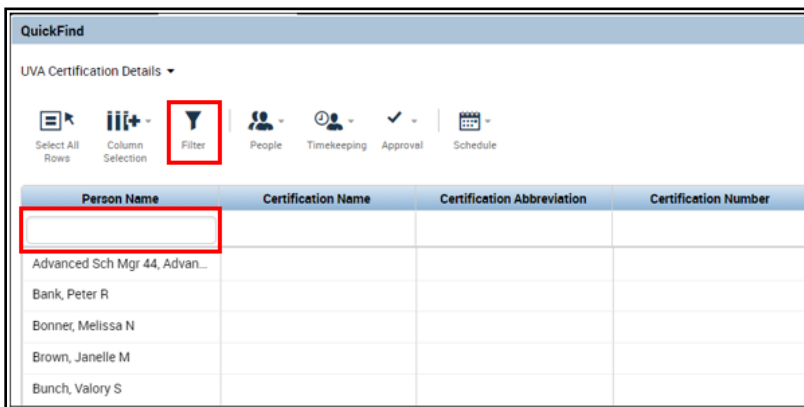 QuickFind
UVA Certification Details
Select All Rows
Column Selection
Filter
People
Timekeeping
Approval
Schedule
Person Name Certification Name Certification Abbreviation Certification Number
Advanced Sch Mgr 44, Advan...
Bank, Peter R
Bonner, Melissa N
Brown, Janelle M
Bunch, Valory S